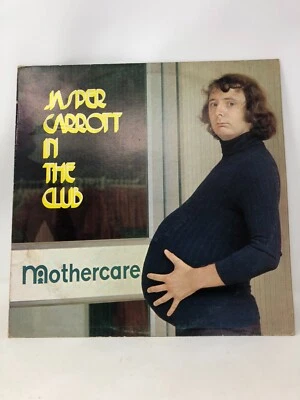 JASPER
CARROTT
IN
THE
CLUB
mothercare